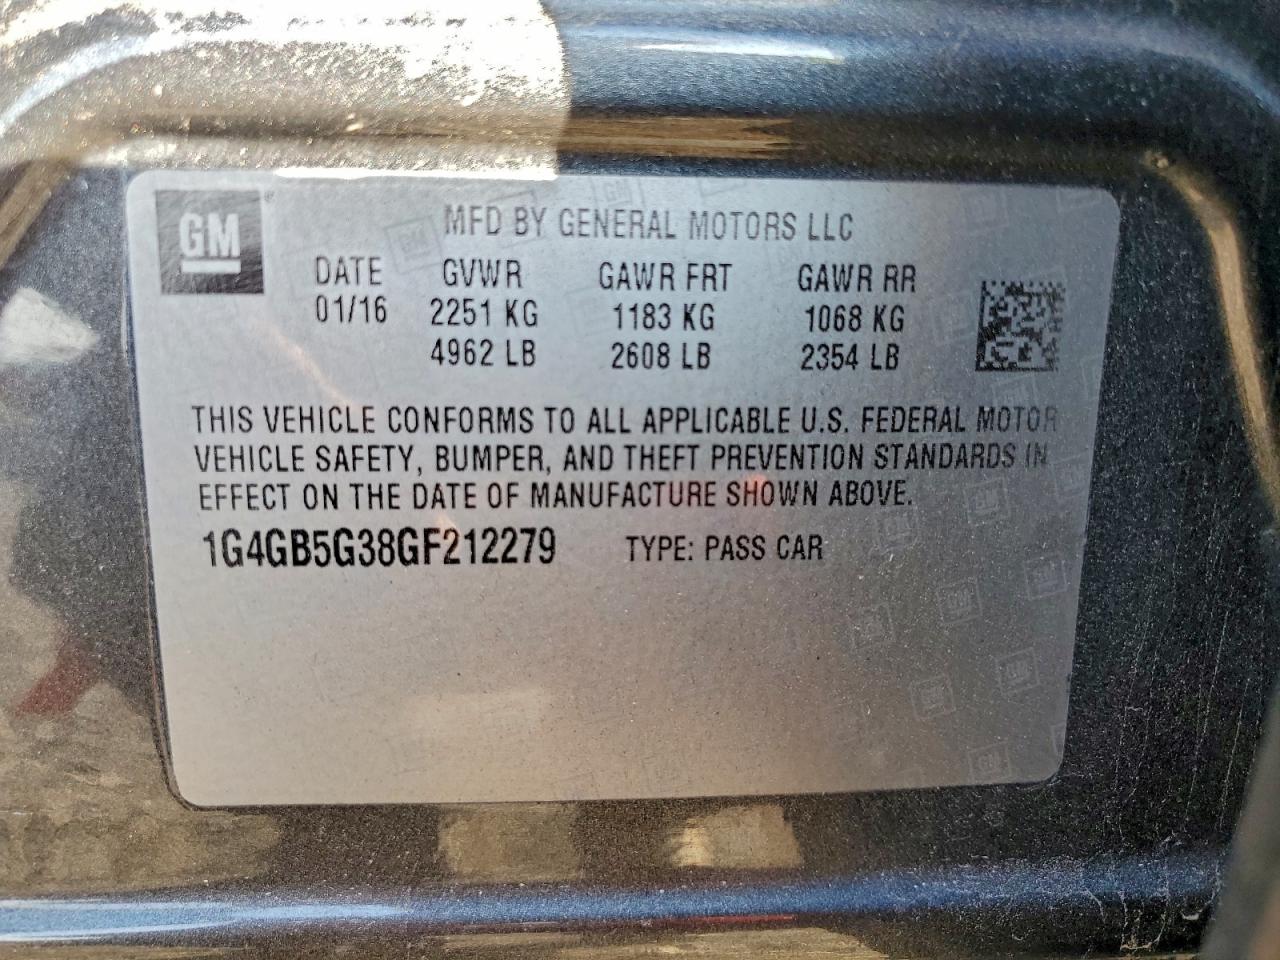 GM
MFD BY GENERAL MOTORS LLC
DATE GVWR GAWR FRT GAWR RR
01/16 2251 KG 1183 KG 1068 KG
4962 LB 2608 LB 2354 LB
THIS VEHICLE CONFORMS TO ALL APPLICABLE U.S. FEDERAL MOTOR
VEHICLE SAFETY, BUMPER, AND THEFT PREVENTION STANDARDS IN
EFFECT ON THE DATE OF MANUFACTURE SHOWN ABOVE.
1G4GB5G38GF212279 TYPE: PASS CAR